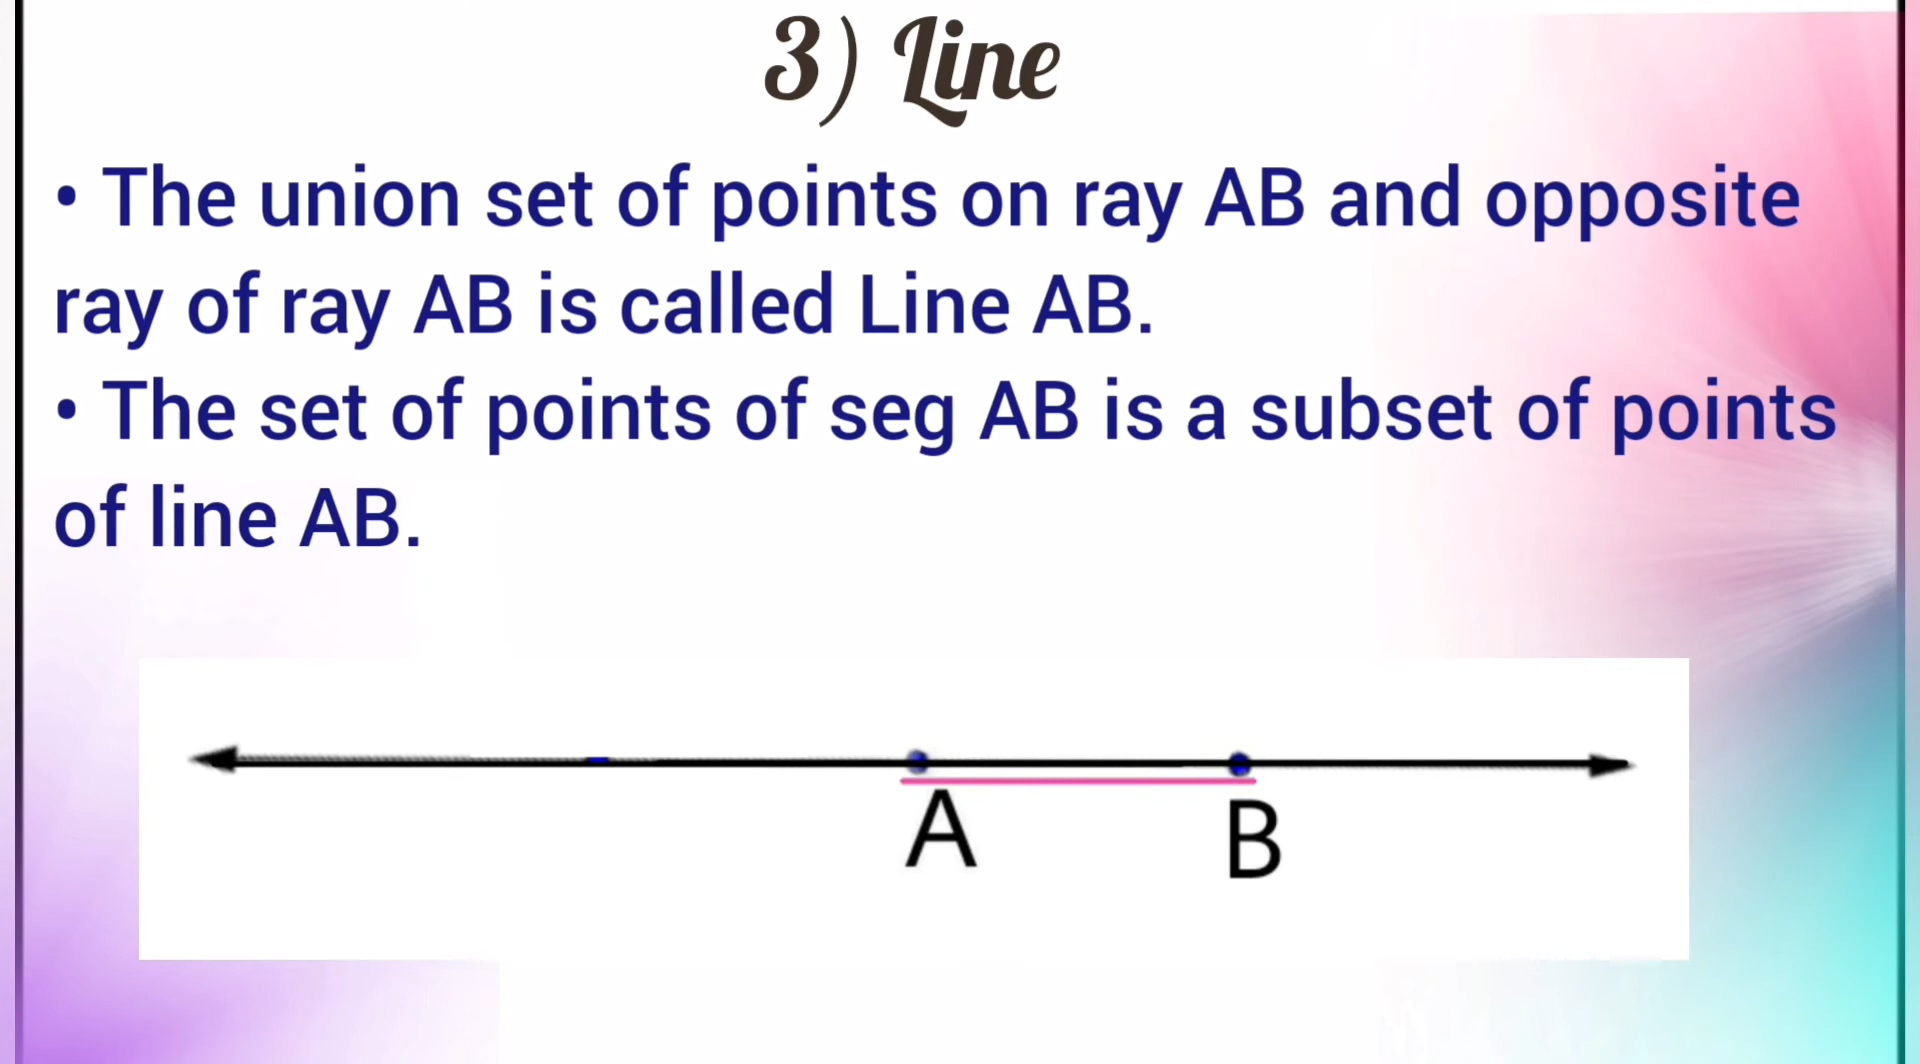 3) Line
• The union set of points on ray AB and opposite
ray of ray AB is called Line AB.
• The set of points of seg AB is a subset of points
of line AB.
A
B